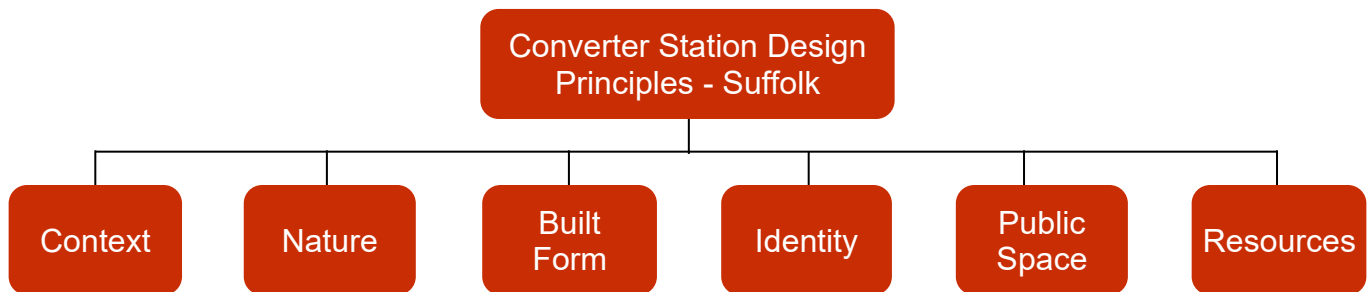 Converter Station Design
Principles - Suffolk
Context
Nature
Built
Form
Identity
Public
Space
Resources